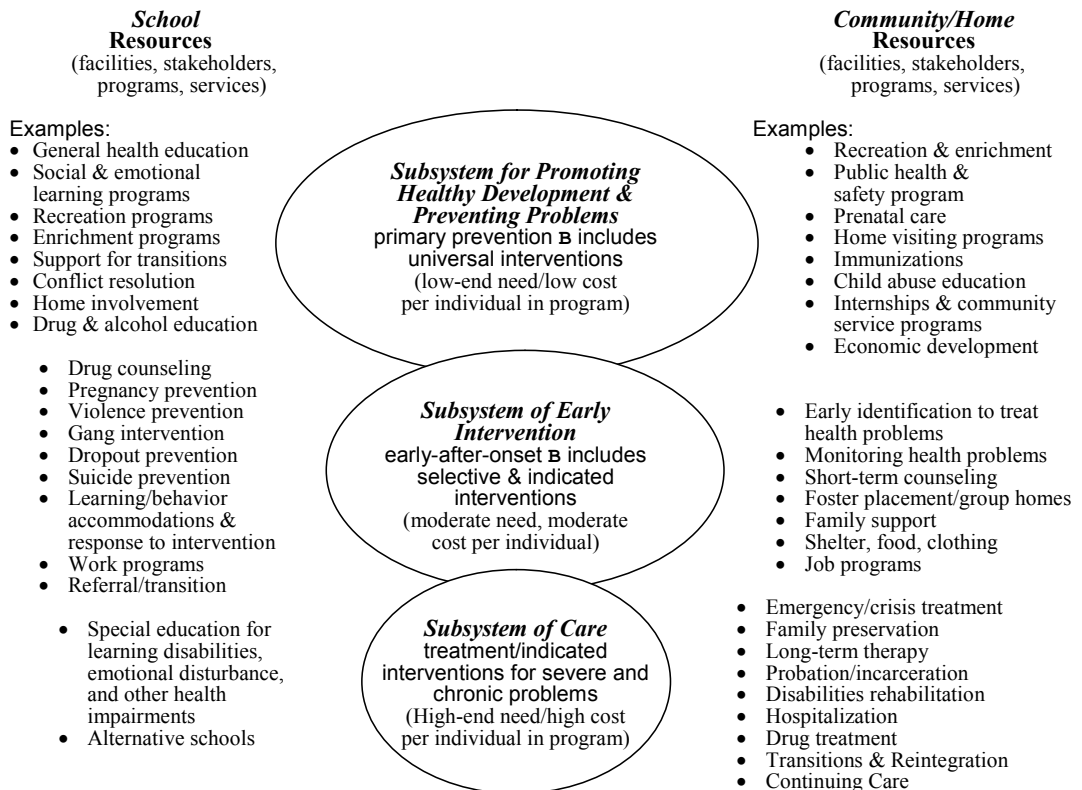 School
Resources
(facilities, stakeholders,
programs, services)
Examples:
• General health education
• Social & emotional
learning programs
• Recreation programs
• Enrichment programs
• Support for transitions
• Conflict resolution
• Home involvement
• Drug & alcohol education
• Drug counseling
• Pregnancy prevention
• Violence prevention
• Gang intervention
• Dropout prevention
• Suicide prevention
• Learning/behavior
accommodations &
response to intervention
• Work programs
• Referral/transition
• Special education for
learning disabilities,
emotional disturbance,
and other health
impairments
• Alternative schools
Subsystem for Promoting
Healthy Development &
Preventing Problems
primary prevention B includes
universal interventions
(low-end need/low cost
per individual in program)
Subsystem of Early
Intervention
early-after-onset B includes
selective & indicated
interventions
(moderate need, moderate
cost per individual)
Subsystem of Care
treatment/indicated
interventions for severe and
chronic problems
(High-end need/high cost
per individual in program)
Community/Home
Resources
(facilities, stakeholders,
programs, services)
Examples:
• Recreation & enrichment
• Public health &
safety program
• Prenatal care
• Home visiting programs
• Immunizations
• Child abuse education
• Internships & community
service programs
• Economic development
• Early identification to treat
health problems
• Monitoring health problems
• Short-term counseling
• Foster placement/group homes
• Family support
• Shelter, food, clothing
• Job programs
• Emergency/crisis treatment
• Family preservation
• Long-term therapy
• Probation/incarceration
• Disabilities rehabilitation
• Hospitalization
• Drug treatment
• Transitions & Reintegration
• Continuing Care